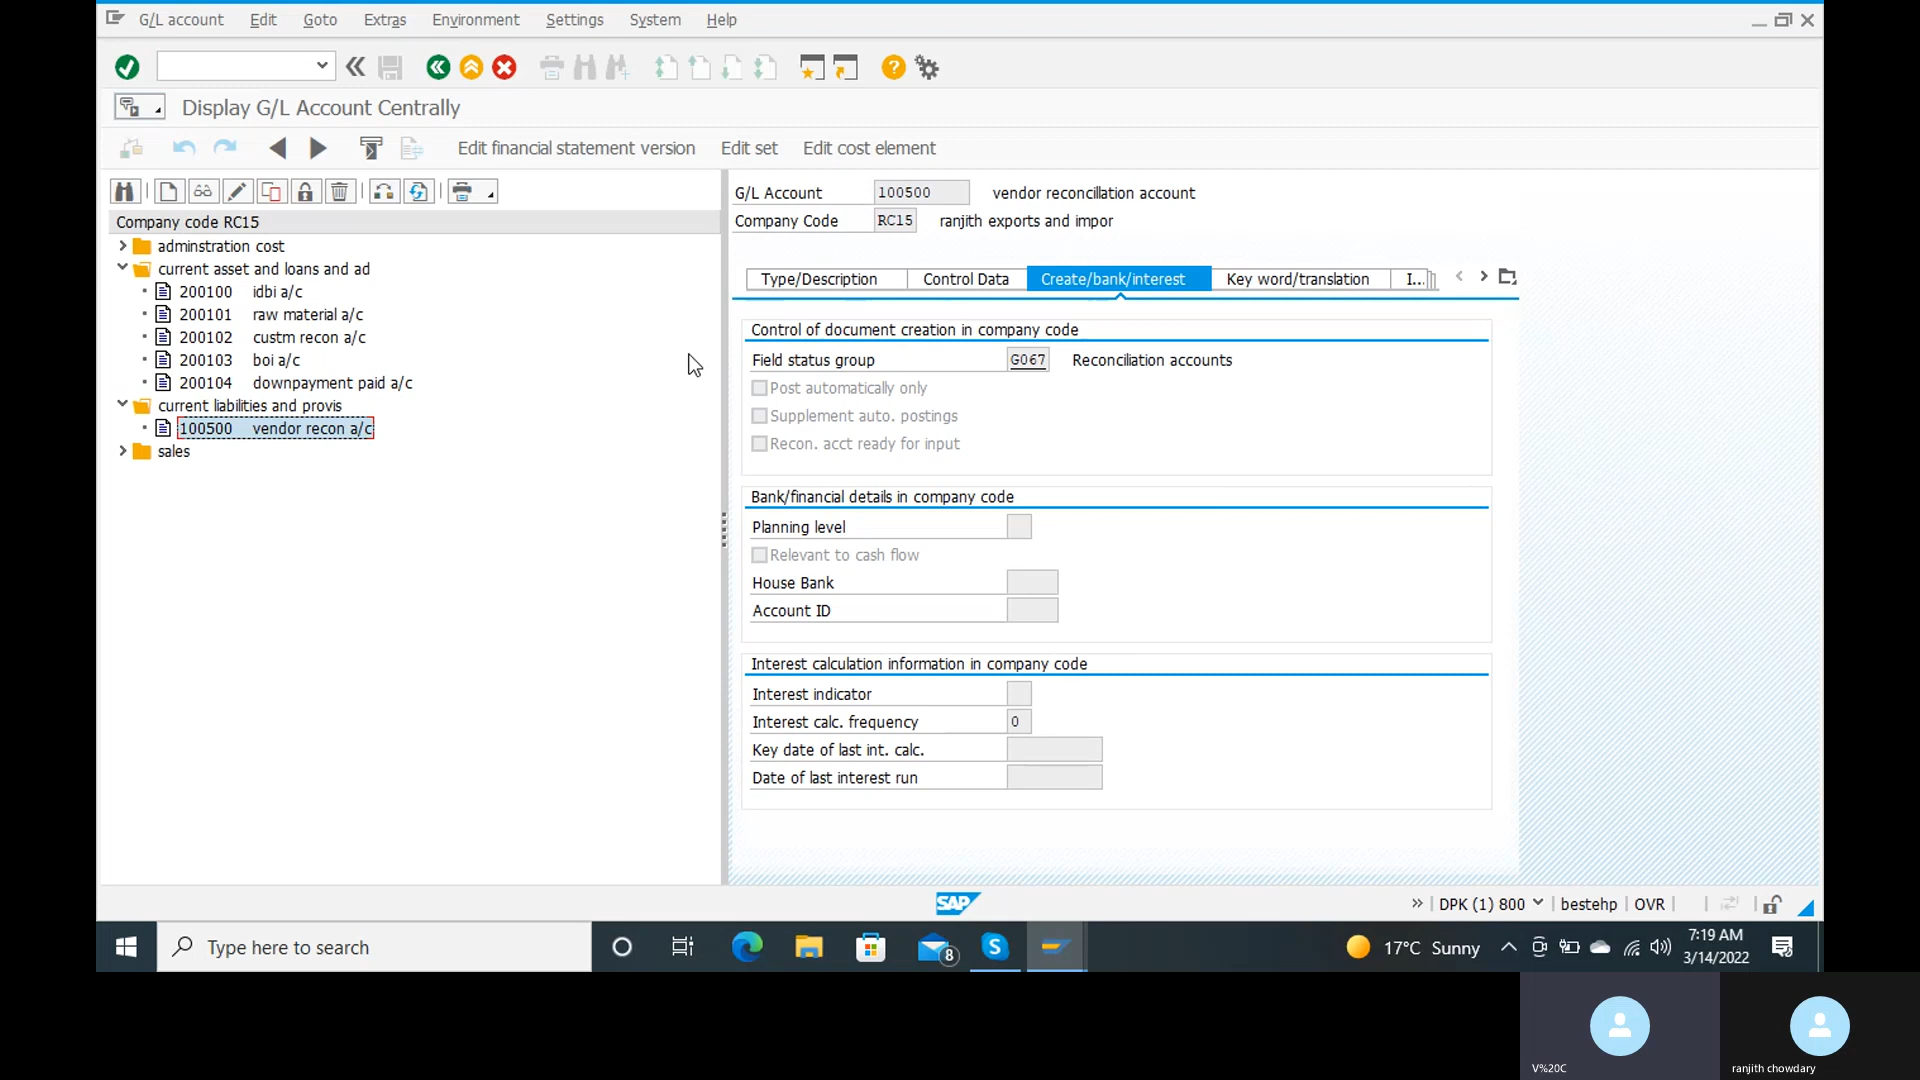 G/L account Edit Goto Extras Environment Settings System Help
Display G/L Account Centrally
Edit financial statement version Edit set Edit cost element
Company code RC15
adminstration cost
current asset and loans and ad
200100 idbi a/c
200101 raw material a/c
200102 custm recon a/c
200103 boi a/c
200104 downpayment paid a/c
current liabilities and provis
100500 vendor recon a/c
sales
G/L Account 100500 vendor reconcillation account
Company Code RC15 ranjith exports and impor
Type/Description Control Data Create/bank/interest Key word/translation I...
Control of document creation in company code
Field status group G067 Reconciliation accounts
Post automatically only
Supplement auto. postings
Recon. acct ready for input
Bank/financial details in company code
Planning level
Relevant to cash flow
House Bank
Account ID
Interest calculation information in company code
Interest indicator
Interest calc. frequency 0
Key date of last int. calc.
Date of last interest run
SAP
DPK (1) 800 bestehp OVR
Type here to search
8
17°C Sunny
7:19 AM
3/14/2022
V%20C
ranjith chowdary